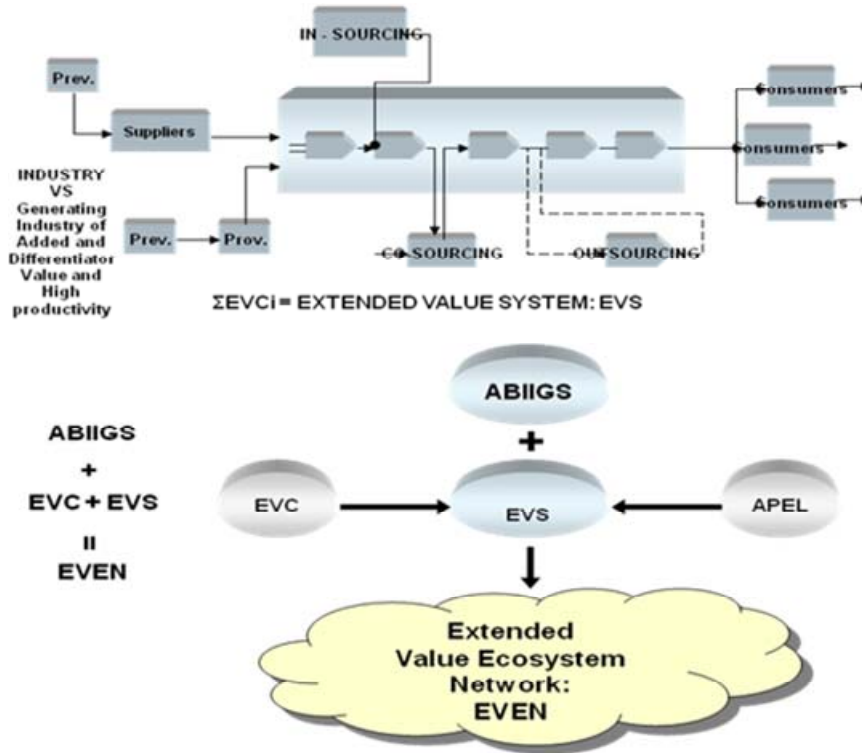 IN - SOURCING
Prev.
Suppliers
Consumers
Consumers
Consumers
INDUSTRY
VS
Generating
Industry of
Added and
Differentiator
Value and
High
productivity
Prev.
Prov.
CO SOURCING
OUTSOURCING
ΣEVCi = EXTENDED VALUE SYSTEM: EVS
ABIIGS
+
ABIIGS
+
EVC + EVS
=
EVEN
EVC
EVS
APEL
Extended
Value Ecosystem
Network:
EVEN